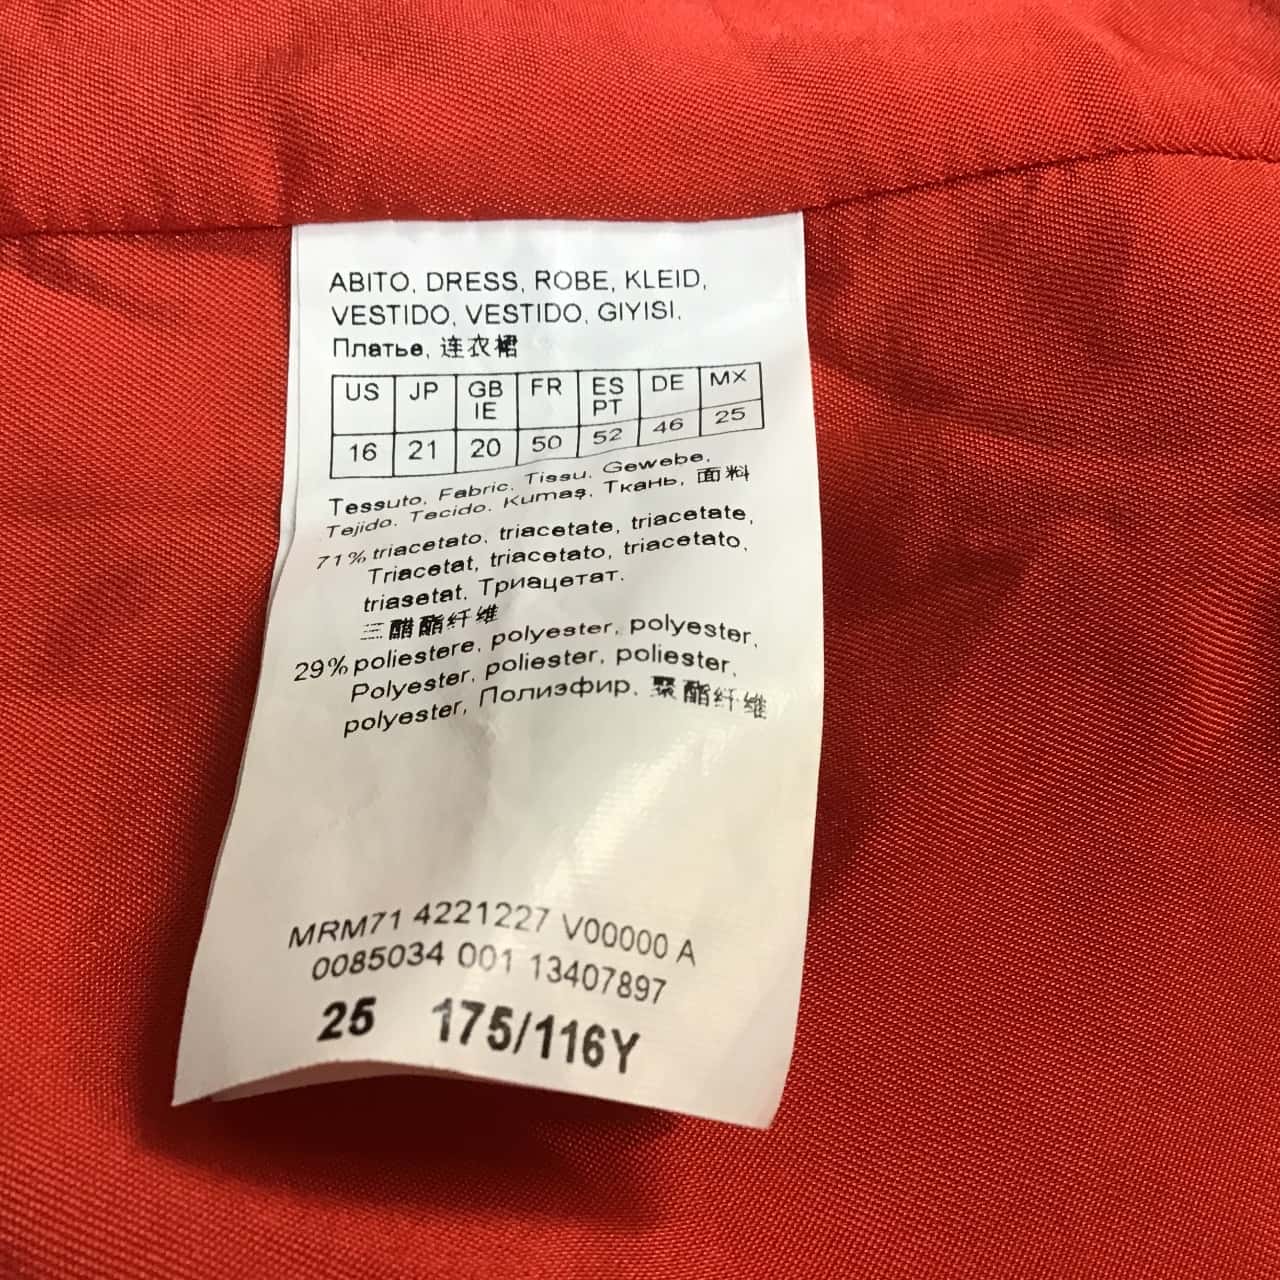 ABITO, DRESS, ROBE, KLEID,
VESTIDO, VESTIDO, GIYISI,
Платье, 连衣裙
US JP GB IE FR ES PT DE MX
16 21 20 50 52 46 25
Tessuto, Fabric, Tissu, Gewebe,
Tejido, Tecido, Kumaş, Ткань, 面料
71% triacetato, triacetate, triacetate,
Triacetat, triacetato, triacetato,
triasetat, Триацетат.
三醋酯纤维
29% poliestere, polyester, polyester,
Polyester, poliester, poliester,
polyester, Полиэфир, 聚酯纤维
MRM71 4221227 V00000 A
0085034 001 13407897
25 175/116Y